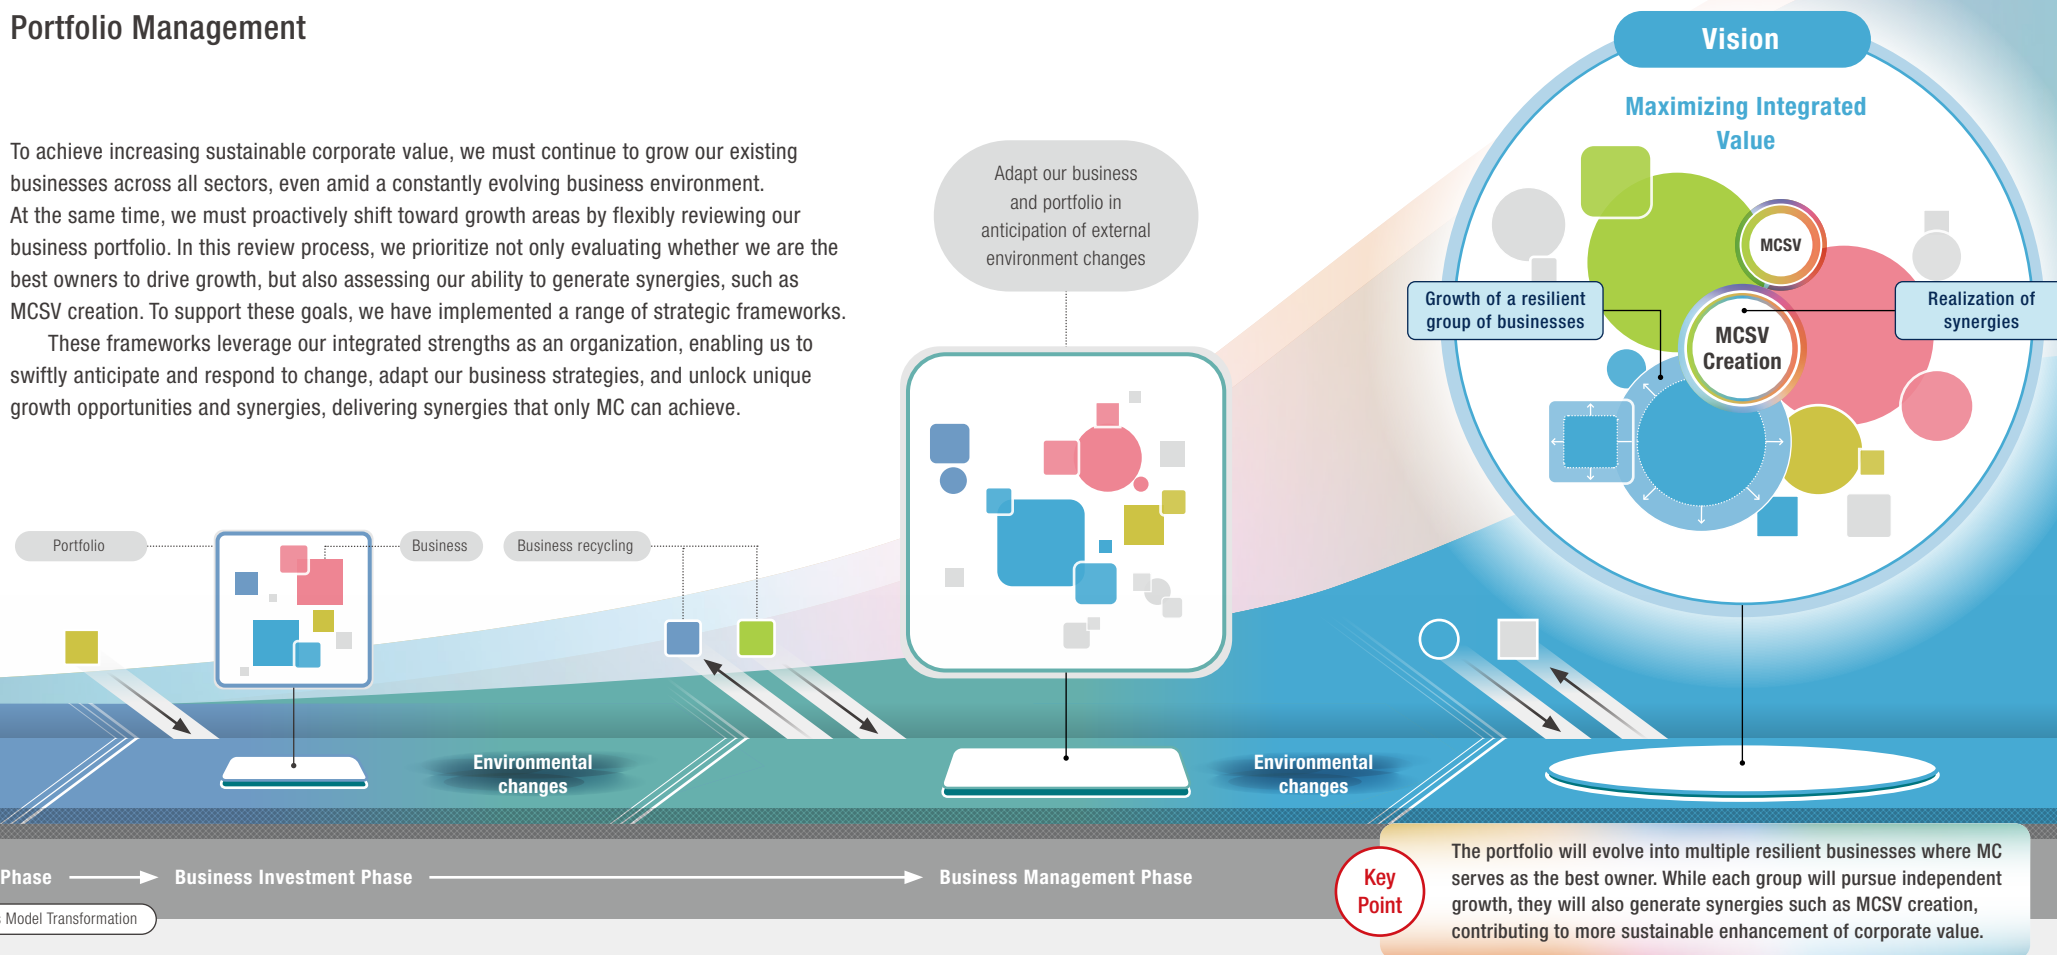 Portfolio Management
To achieve increasing sustainable corporate value, we must continue to grow our existing
businesses across all sectors, even amid a constantly evolving business environment.
At the same time, we must proactively shift toward growth areas by flexibly reviewing our
business portfolio. In this review process, we prioritize not only evaluating whether we are the
best owners to drive growth, but also assessing our ability to generate synergies, such as
MCSV creation. To support these goals, we have implemented a range of strategic frameworks.
These frameworks leverage our integrated strengths as an organization, enabling us to
swiftly anticipate and respond to change, adapt our business strategies, and unlock unique
growth opportunities and synergies, delivering synergies that only MC can achieve.
Adapt our business
and portfolio in
anticipation of external
environment changes
Vision
Maximizing Integrated
Value
MCSV
Growth of a resilient
group of businesses
MCSV
Creation
Realization of
synergies
Portfolio
Business
Business recycling
Environmental
changes
Environmental
changes
Phase
Business Investment Phase
Business Management Phase
s Model Transformation
Key
Point
The portfolio will evolve into multiple resilient businesses where MC
serves as the best owner. While each group will pursue independent
growth, they will also generate synergies such as MCSV creation,
contributing to more sustainable enhancement of corporate value.